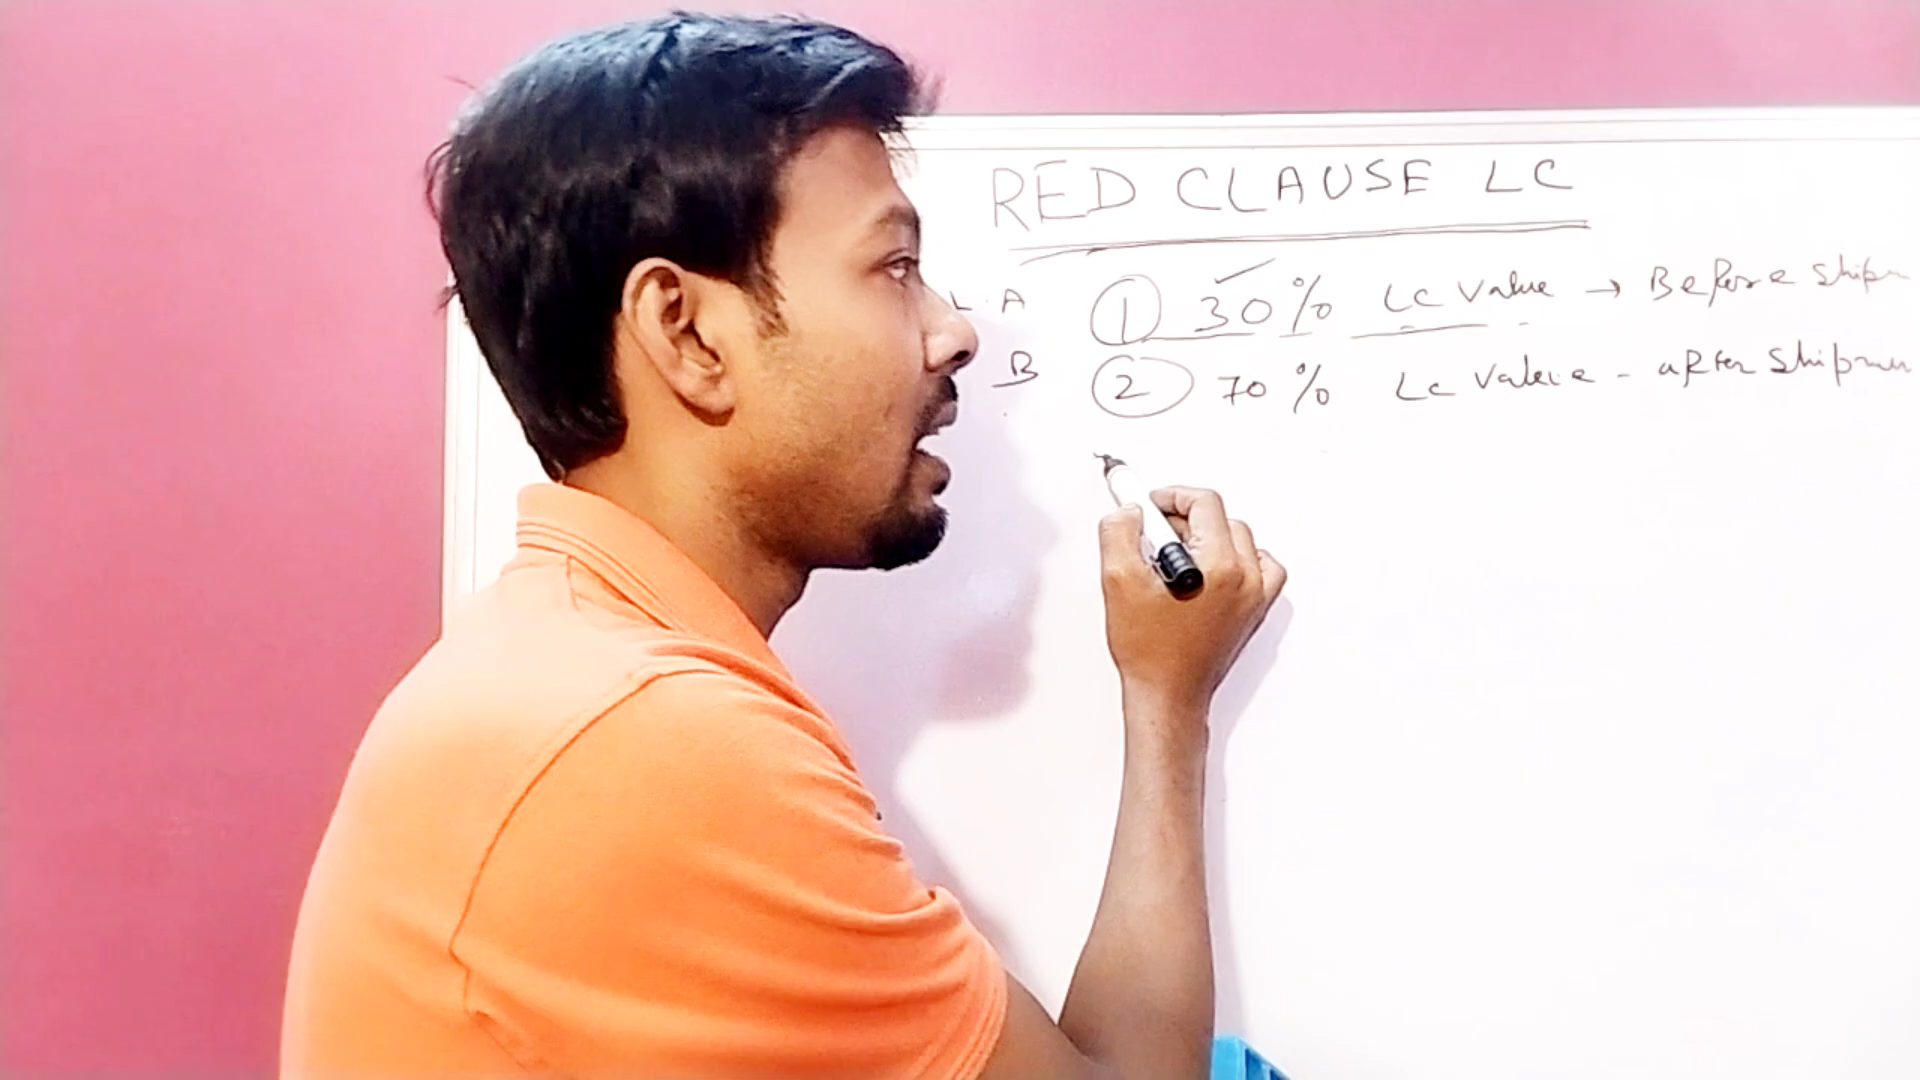 RED CLAUSE LC
L.A ① 30% LC Value → Before Shipm
B ② 70% Lc Value - after Shipmen